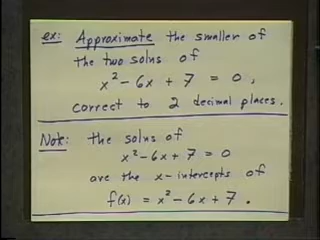 ex: Approximate the smaller of
the two solns of
x² - 6x + 7 = 0,
correct to 2 decimal places.
Note: the solns of
x² - 6x + 7 = 0
are the x-intercepts of
f(x) = x² - 6x + 7.